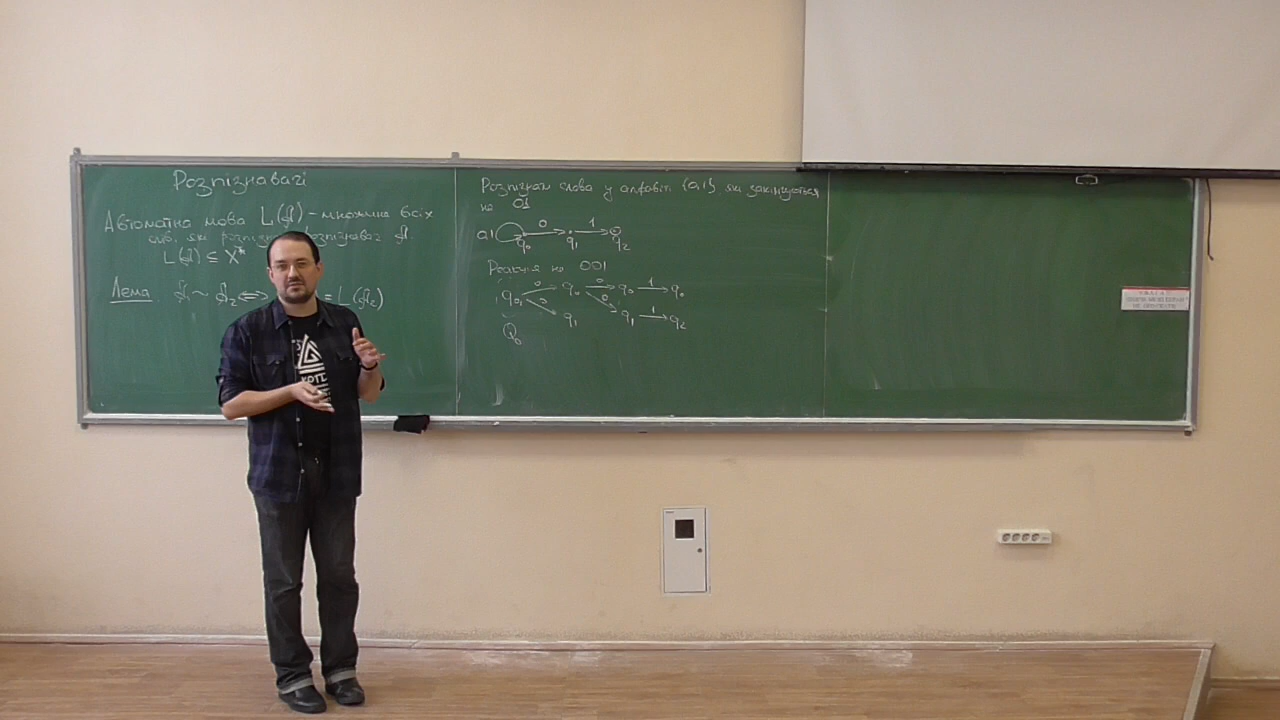 Розпізнавачі
Автоматна мова L(𝒜) – множина всіх
слів, які розпізнає розпізнавач 𝒜.
L(𝒜) ⊆ X*
Лема. 𝒜 ~ 𝒜₂ ⟺ = L(𝒜₂)
Розпізнати слова у алфавіті {0,1}, які закінчуються
на 01
0,1 q₀ 0 q₁ 1 q₂
Реакція на 001
q₀ 0 q₀ 0 q₀ 1 q₀
0 q₁ 0 q₁ 1 q₂
Q₀
УВАГА!